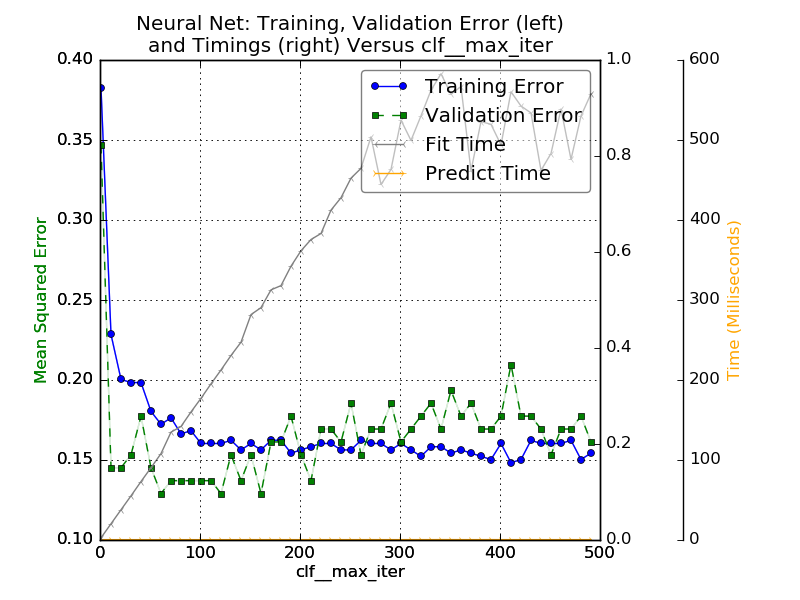 Neural Net: Training, Validation Error (left)
and Timings (right) Versus clf__max_iter
Training Error
Validation Error
Fit Time
Predict Time
Mean Squared Error
0.40
0.35
0.30
0.25
0.20
0.15
0.10
0 100 200 300 400 500
clf__max_iter
1.0
0.8
0.6
0.4
0.2
0.0
600
500
400
300
200
100
0
Time (Milliseconds)